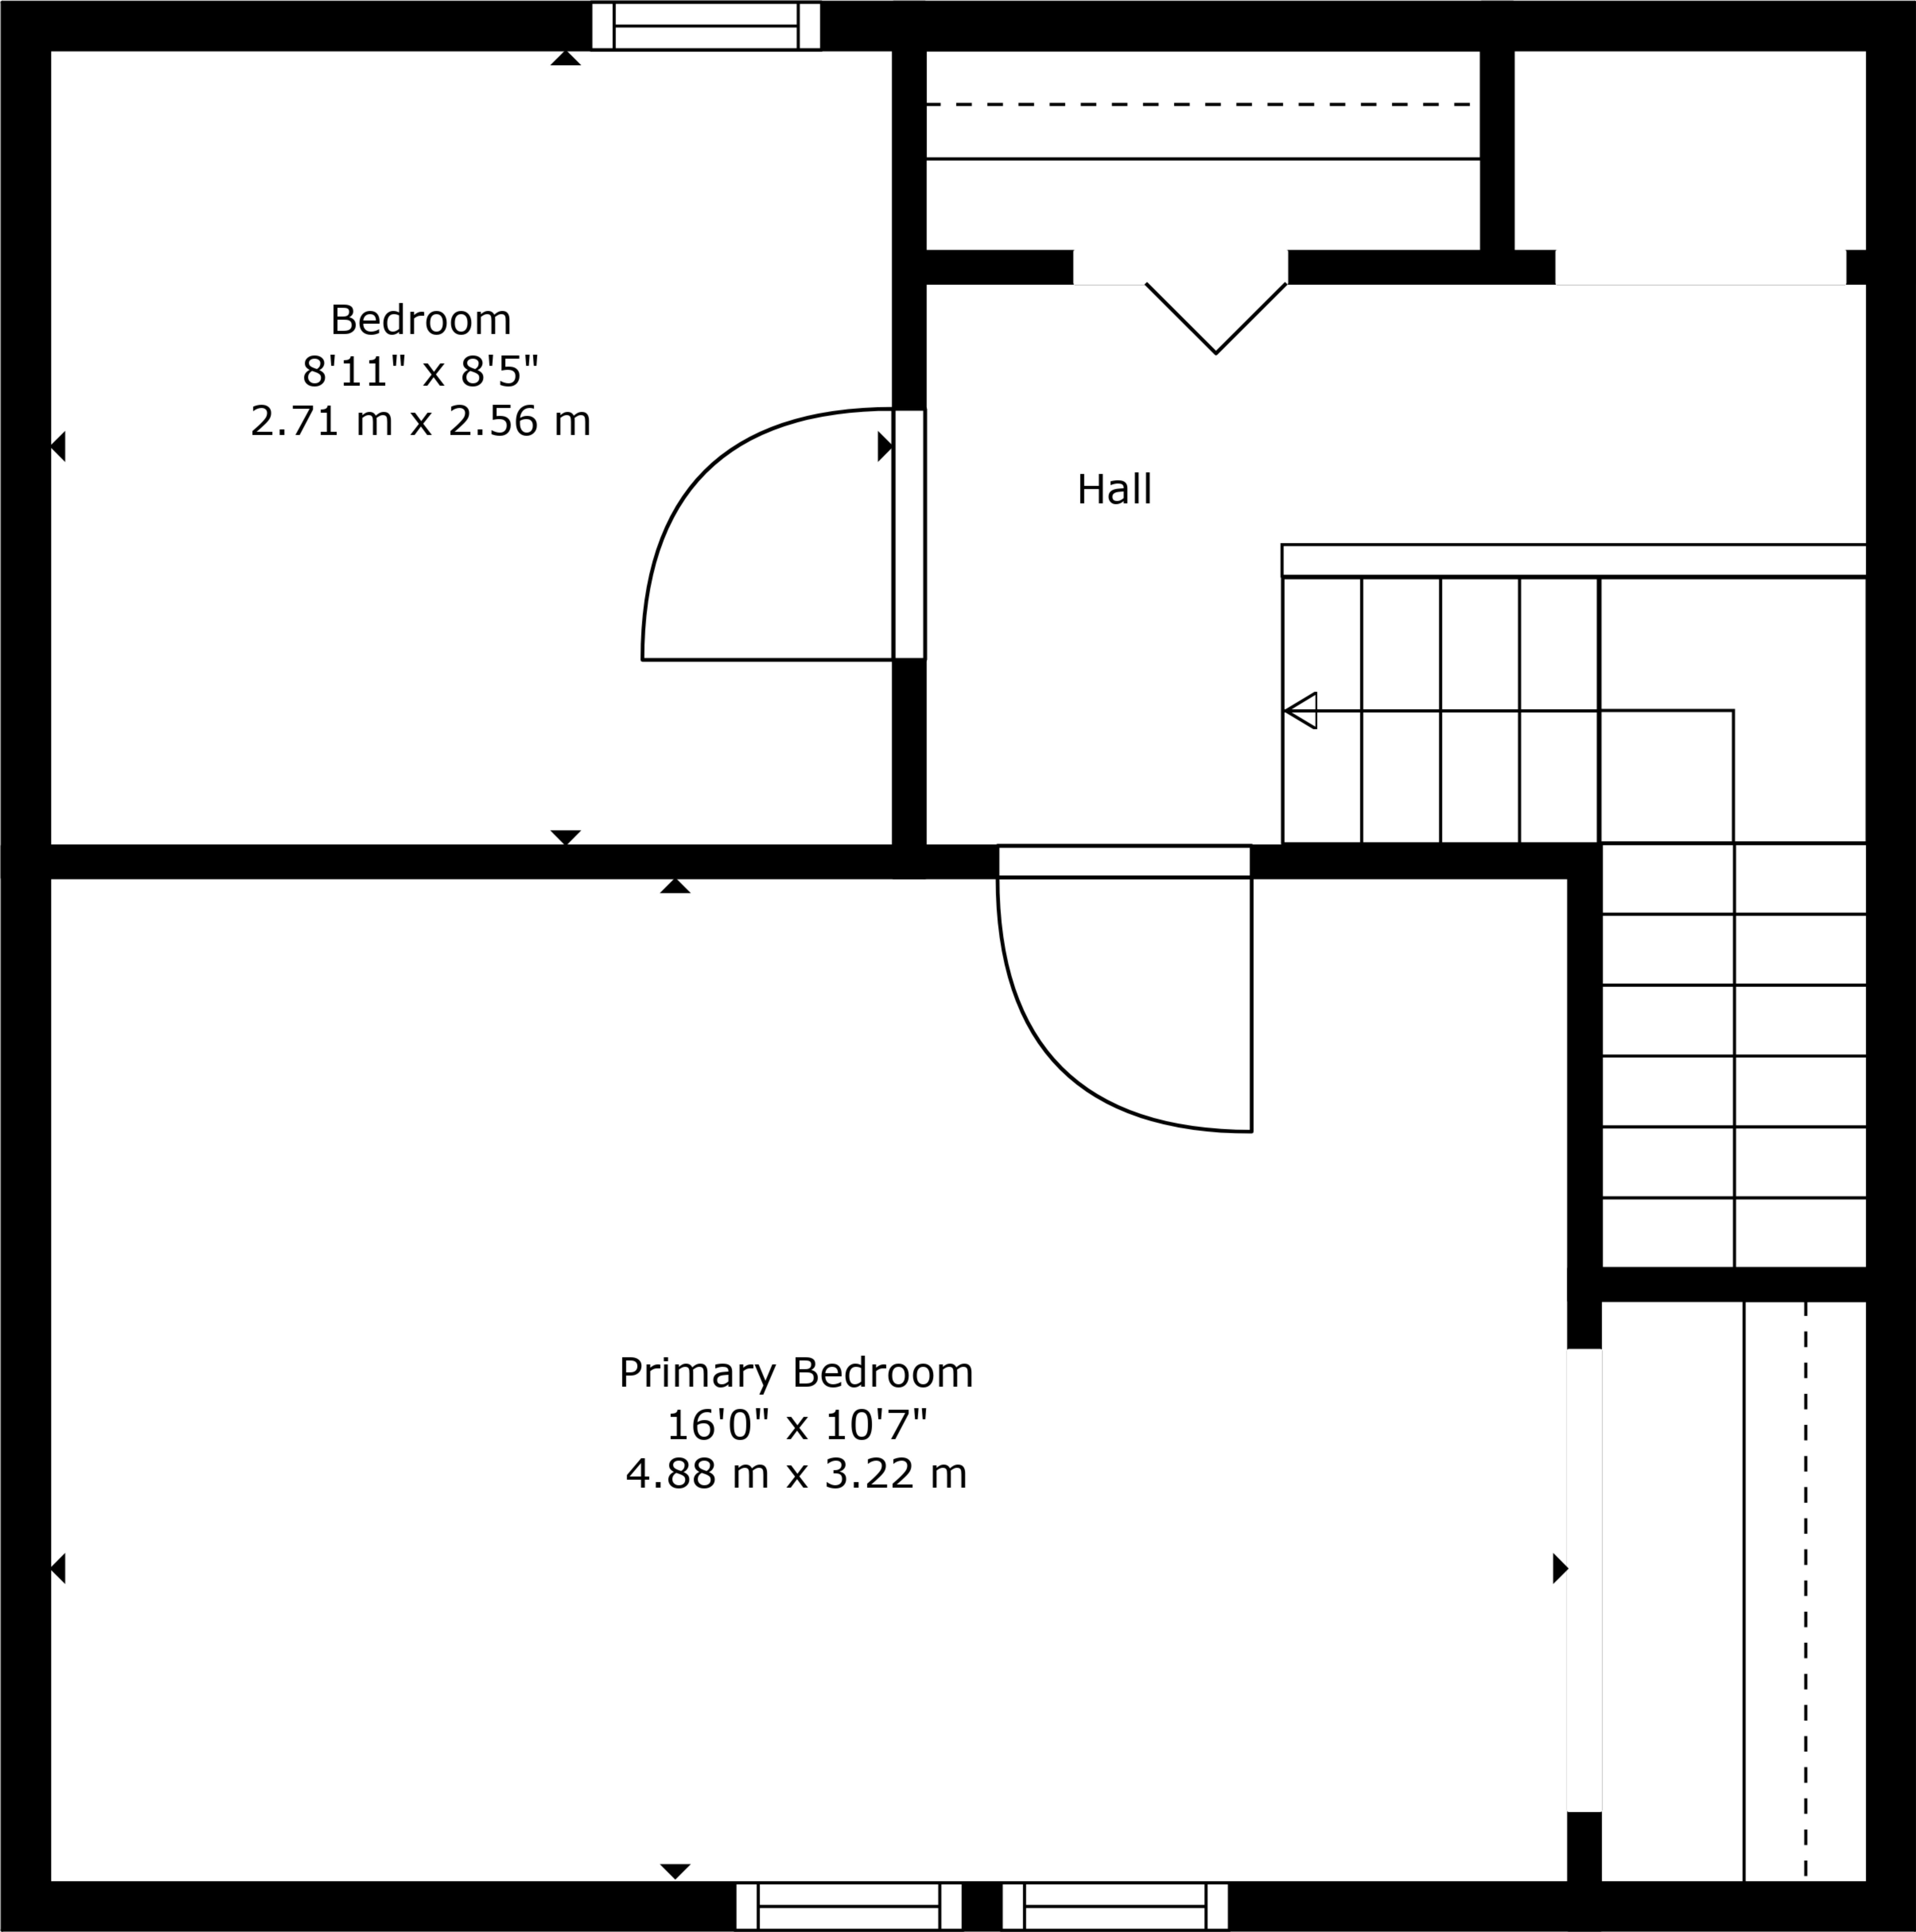 Bedroom
8'11" x 8'5"
2.71 m x 2.56 m
Hall
Primary Bedroom
16'0" x 10'7"
4.88 m x 3.22 m